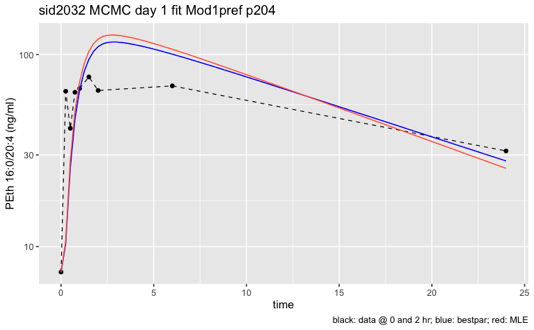 sid2032 MCMC day 1 fit Mod1pref p204
PEth 16:0/20:4 (ng/ml)
100
30
10
0
5
10
15
20
25
time
black: data @ 0 and 2 hr; blue: bestpar; red: MLE